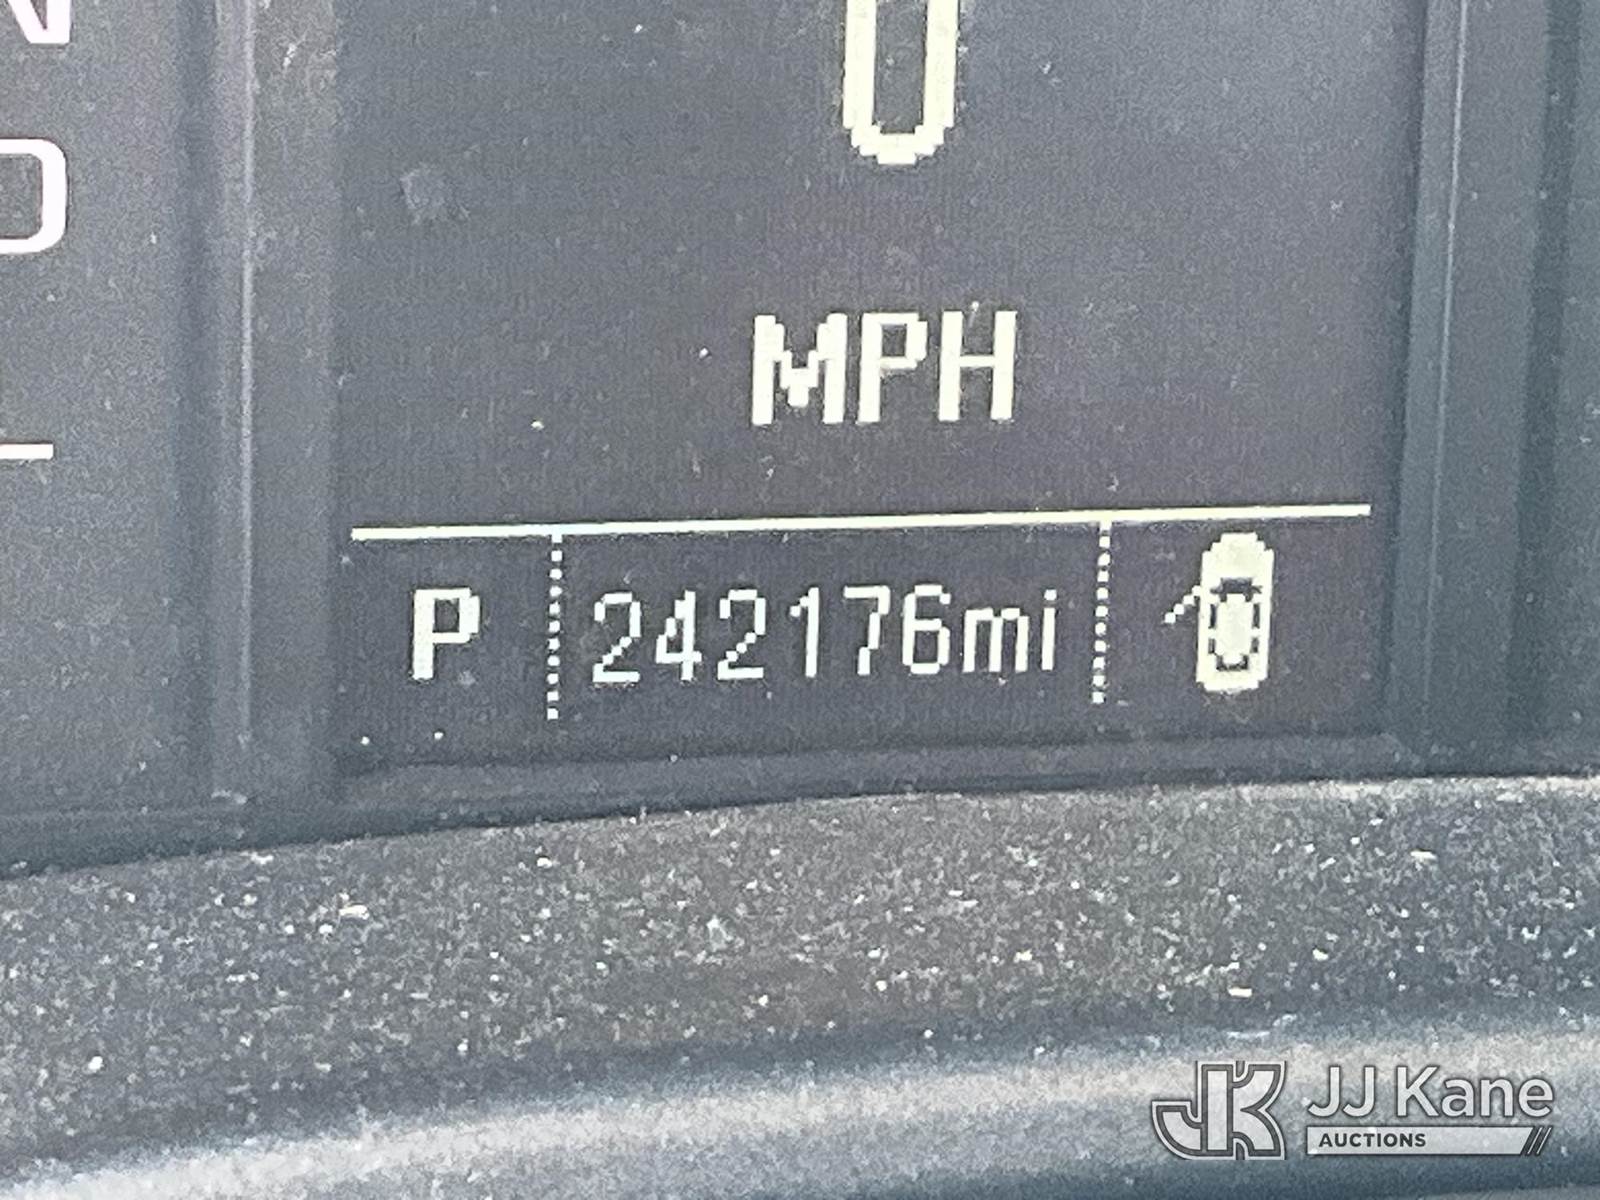 N
0
MPH
P 242176mi
JJ Kane
AUCTIONS